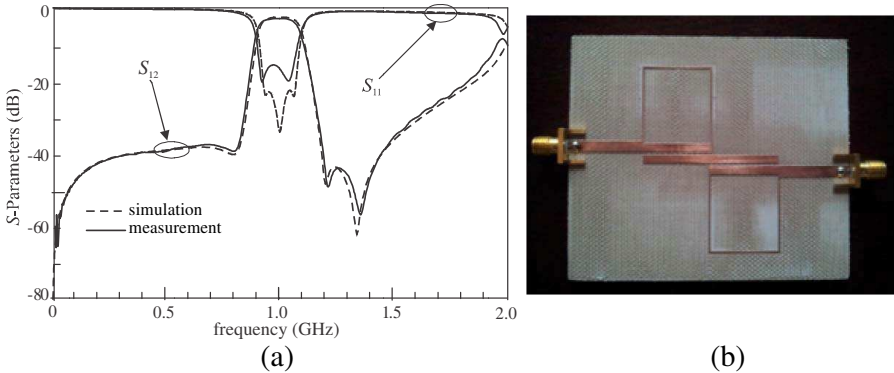 0
-20
-40
-60
-80
S-Parameters (dB)
S12
S11
simulation
measurement
0
0.5
1.0
1.5
2.0
frequency (GHz)
(a)
(b)